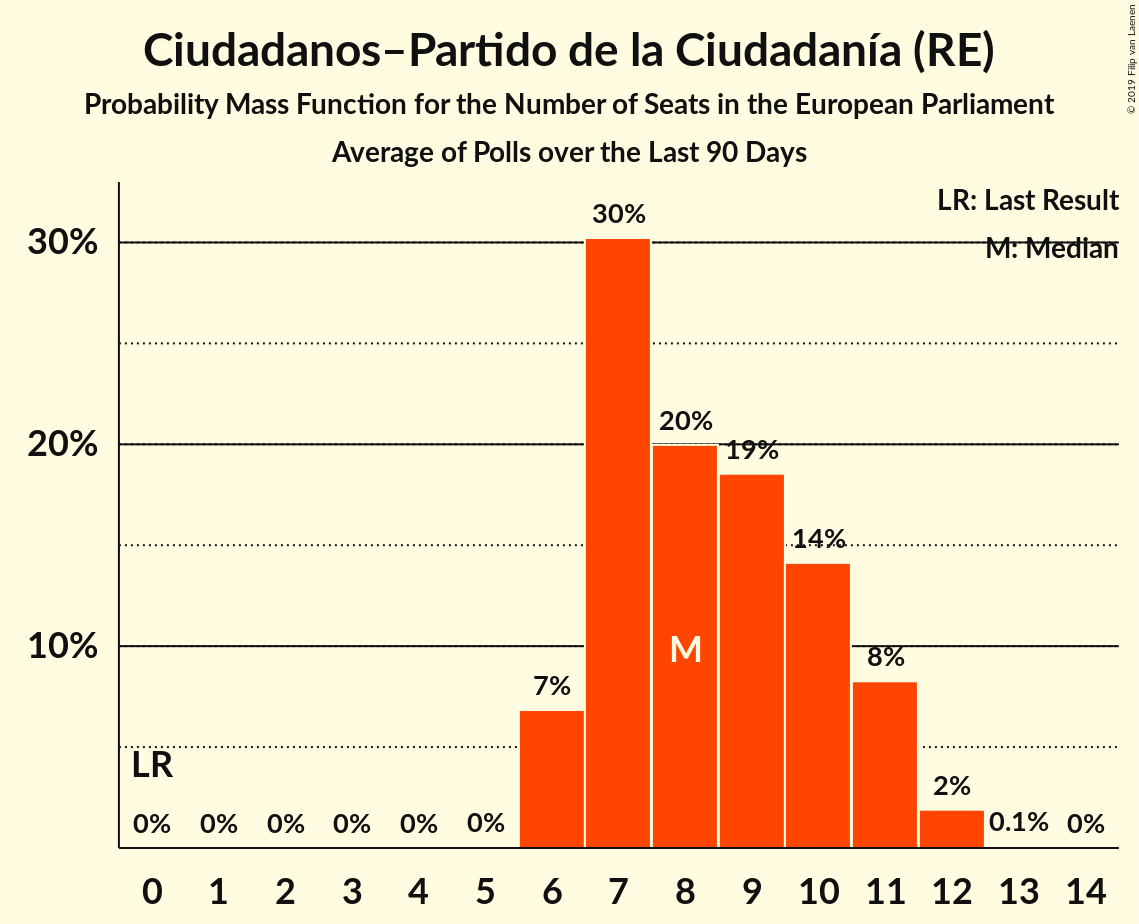 Ciudadanos–Partido de la Ciudadanía (RE)
Probability Mass Function for the Number of Seats in the European Parliament
Average of Polls over the Last 90 Days
© 2019 Filip van Laenen
LR: Last Result
M: Median
30%
20%
10%
30%
20%
19%
14%
M
8%
7%
LR
2%
0% 0% 0% 0% 0% 0% 0.1% 0%
0 1 2 3 4 5 6 7 8 9 10 11 12 13 14